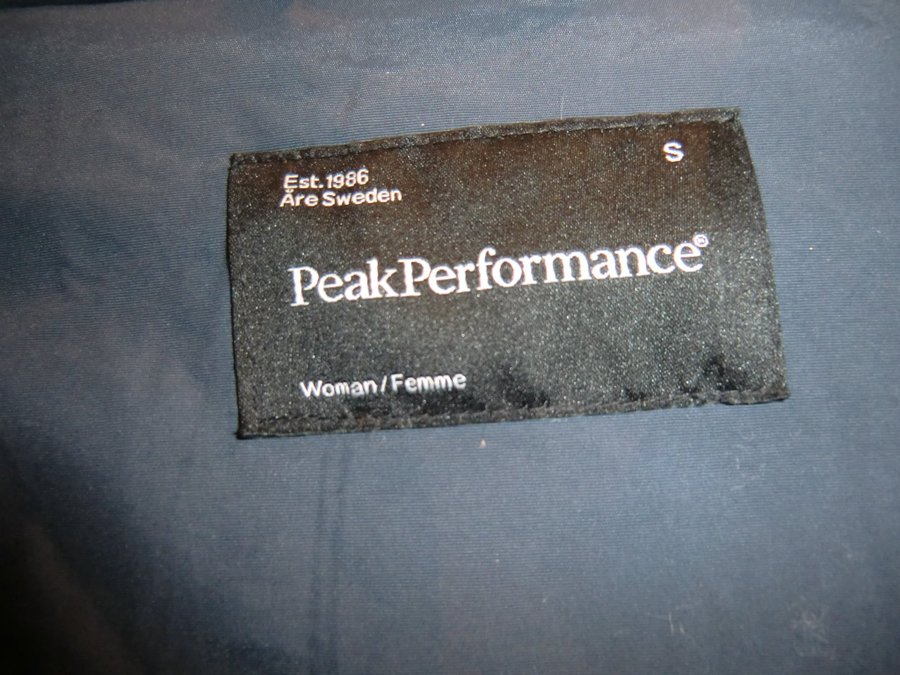 S
Est. 1986
Åre Sweden
PeakPerformance®
Woman/Femme